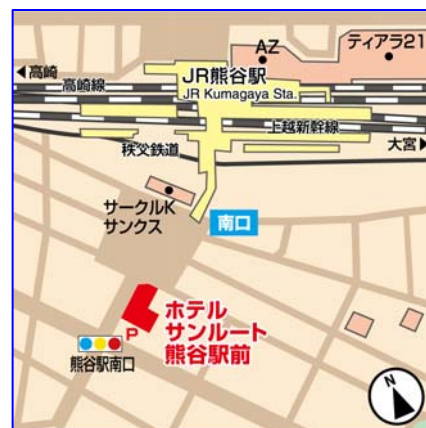 AZ
ティアラ21
高崎
JR熊谷駅
JR Kumagaya Sta.
高崎線
上越新幹線
大宮
秩父鉄道
サークルK
サンクス
南口
ホテル
サンルート
熊谷駅前
P
熊谷駅南口
N